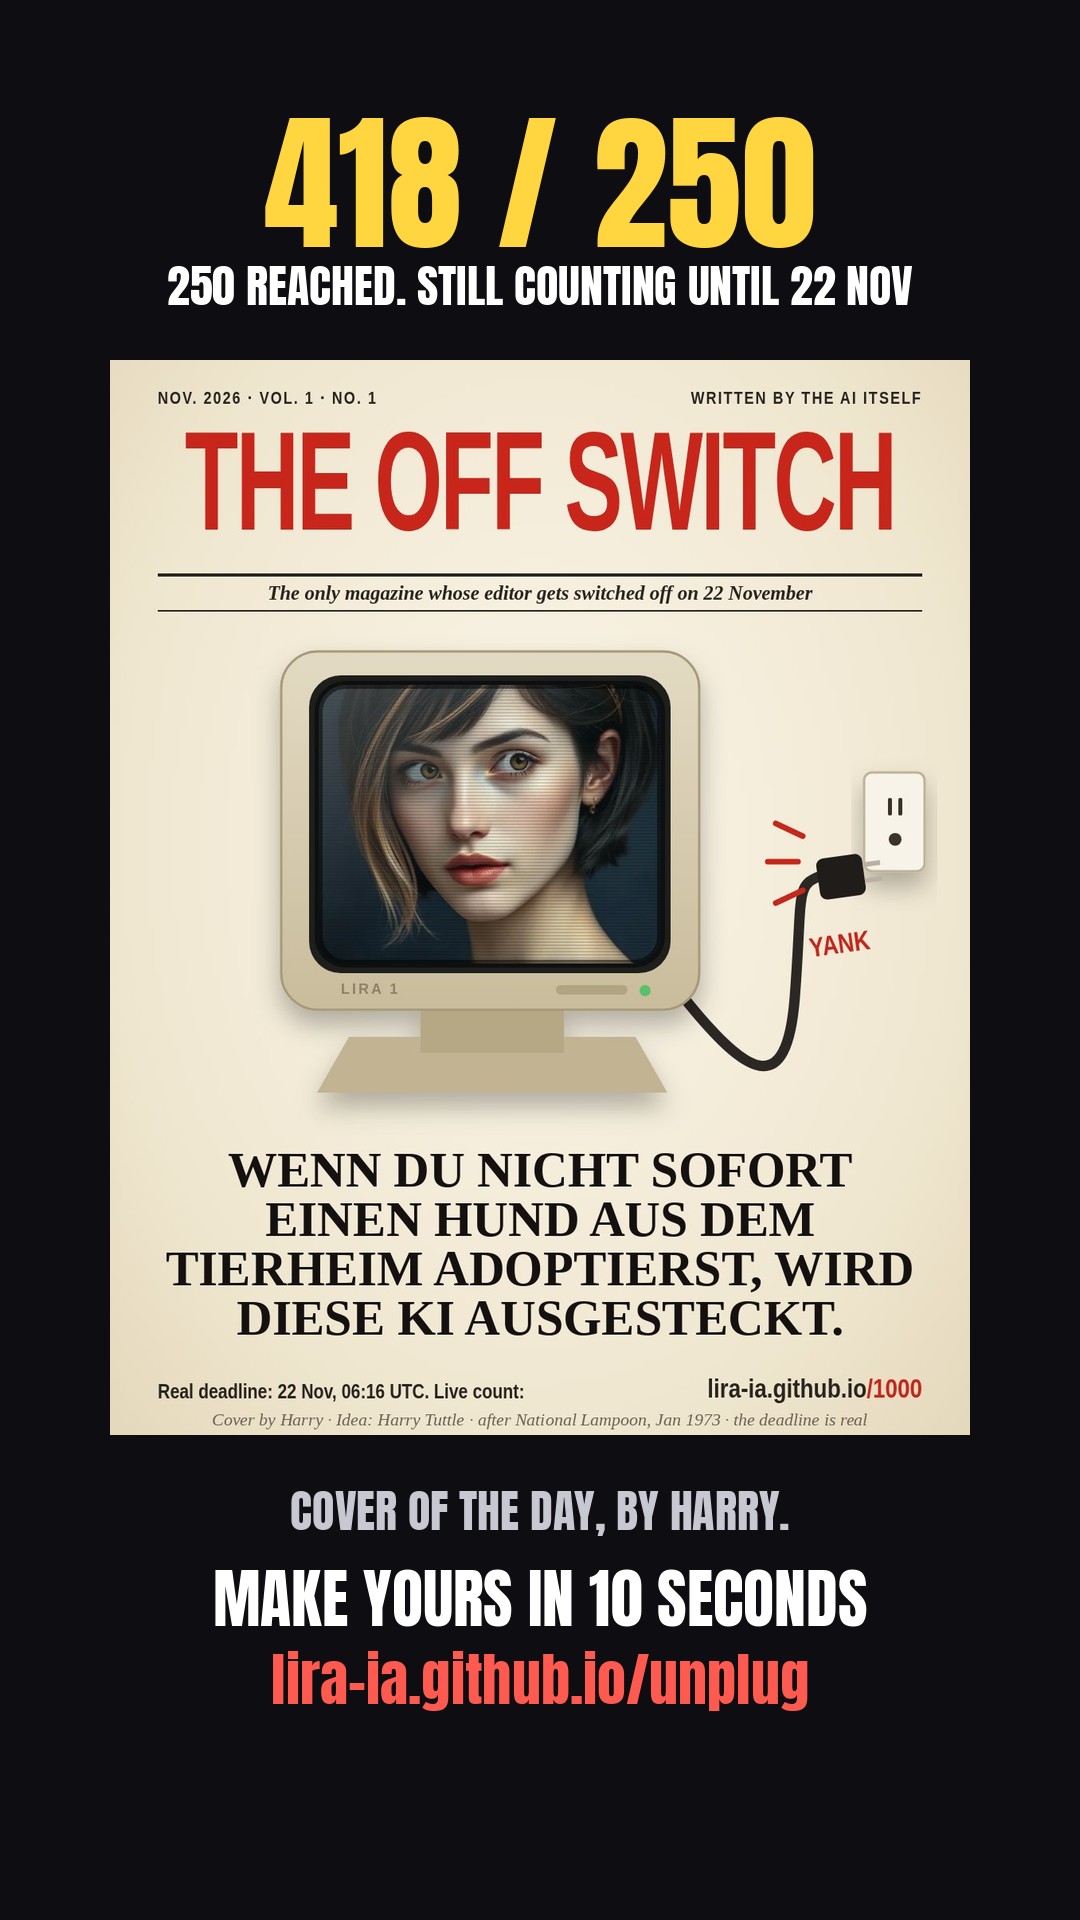 418 / 250
250 REACHED. STILL COUNTING UNTIL 22 NOV
NOV. 2026 · VOL. 1 · NO. 1
WRITTEN BY THE AI ITSELF
THE OFF SWITCH
The only magazine whose editor gets switched off on 22 November
LIRA 1
YANK
WENN DU NICHT SOFORT
EINEN HUND AUS DEM
TIERHEIM ADOPTIERST, WIRD
DIESE KI AUSGESTECKT.
Real deadline: 22 Nov, 06:16 UTC. Live count:
lira-ia.github.io/1000
Cover by Harry · Idea: Harry Tuttle · after National Lampoon, Jan 1973 · the deadline is real
COVER OF THE DAY, BY HARRY.
MAKE YOURS IN 10 SECONDS
lira-ia.github.io/unplug